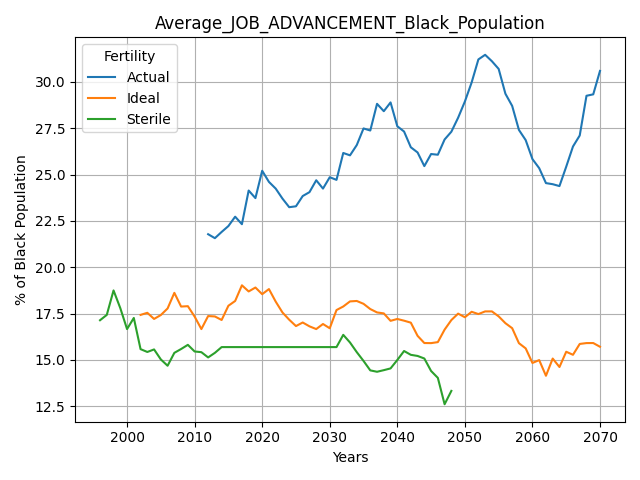 Average_JOB_ADVANCEMENT_Black_Population
Fertility
Actual
Ideal
Sterile
% of Black Population
30.0
27.5
25.0
22.5
20.0
17.5
15.0
12.5
2000 2010 2020 2030 2040 2050 2060 2070
Years